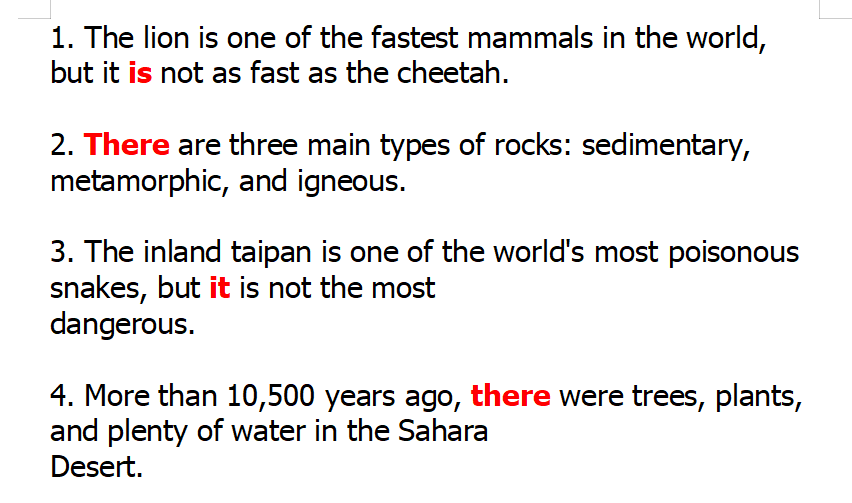 1. The lion is one of the fastest mammals in the world,
but it is not as fast as the cheetah.
2. There are three main types of rocks: sedimentary,
metamorphic, and igneous.
3. The inland taipan is one of the world's most poisonous
snakes, but it is not the most
dangerous.
4. More than 10,500 years ago, there were trees, plants,
and plenty of water in the Sahara
Desert.